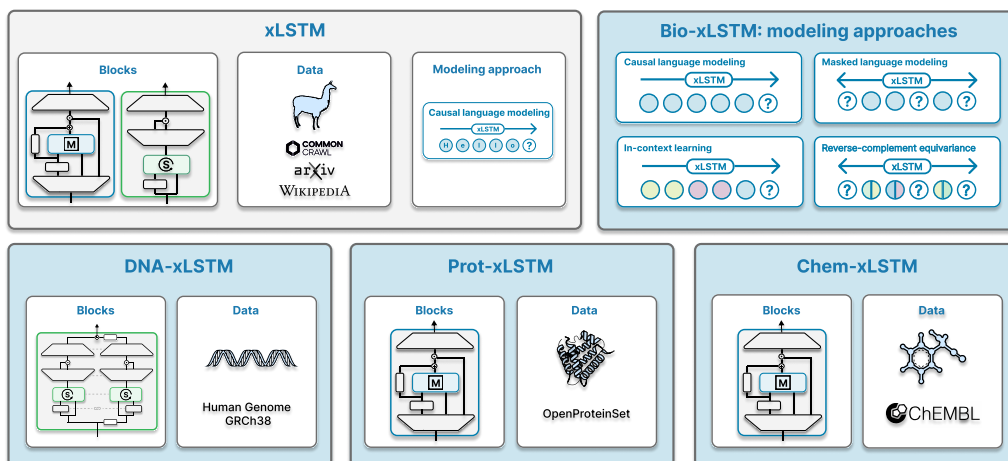 xLSTM
Blocks
M
S
Data
COMMON
CRAWL
arXiv
WIKIPEDIA
Modeling approach
Causal language modeling
xLSTM
H e l l o ?
Bio-xLSTM: modeling approaches
Causal language modeling
xLSTM
?
Masked language modeling
xLSTM
? ? ?
In-context learning
xLSTM
?
Reverse-complement equivariance
xLSTM
? ? ?
DNA-xLSTM
Blocks
S S
Data
Human Genome
GRCh38
Prot-xLSTM
Blocks
M
Data
OpenProteinSet
Chem-xLSTM
Blocks
M
Data
ChEMBL